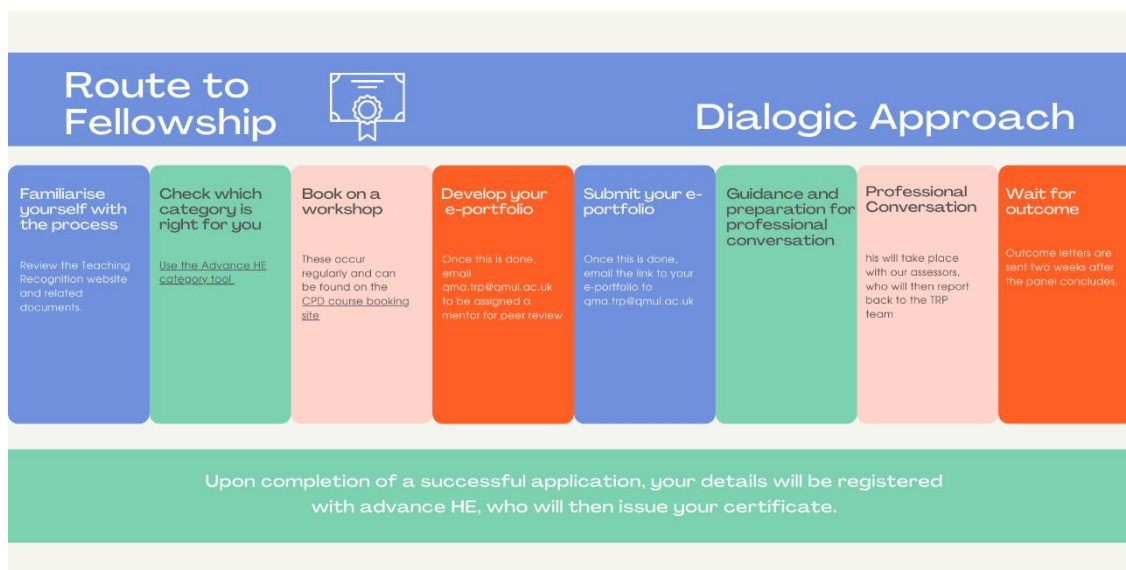 Route to
Fellowship
Dialogic Approach
Familiarise
yourself with
the process
Review the Teaching
Recognition website
and related
documents.
Check which
category is
right for you
Use the Advance HE
category tool
Book on a
workshop
These occur
regularly and can
be found on the
CPD course booking
site
Develop your
e-portfolio
Once this is done,
email
qma.trp@qmul.ac.uk
to be assigned a
mentor for peer review
Submit your e-
portfolio
Once this is done,
email the link to your
e-portfolio to
qma.trp@qmul.ac.uk
Guidance and
preparation for
professional
conversation
Professional
Conversation
his will take place
with our assessors,
who will then report
back to the TRP
team
Wait for
outcome
Outcome letters are
sent two weeks after
the panel concludes.
Upon completion of a successful application, your details will be registered
with advance HE, who will then issue your certificate.